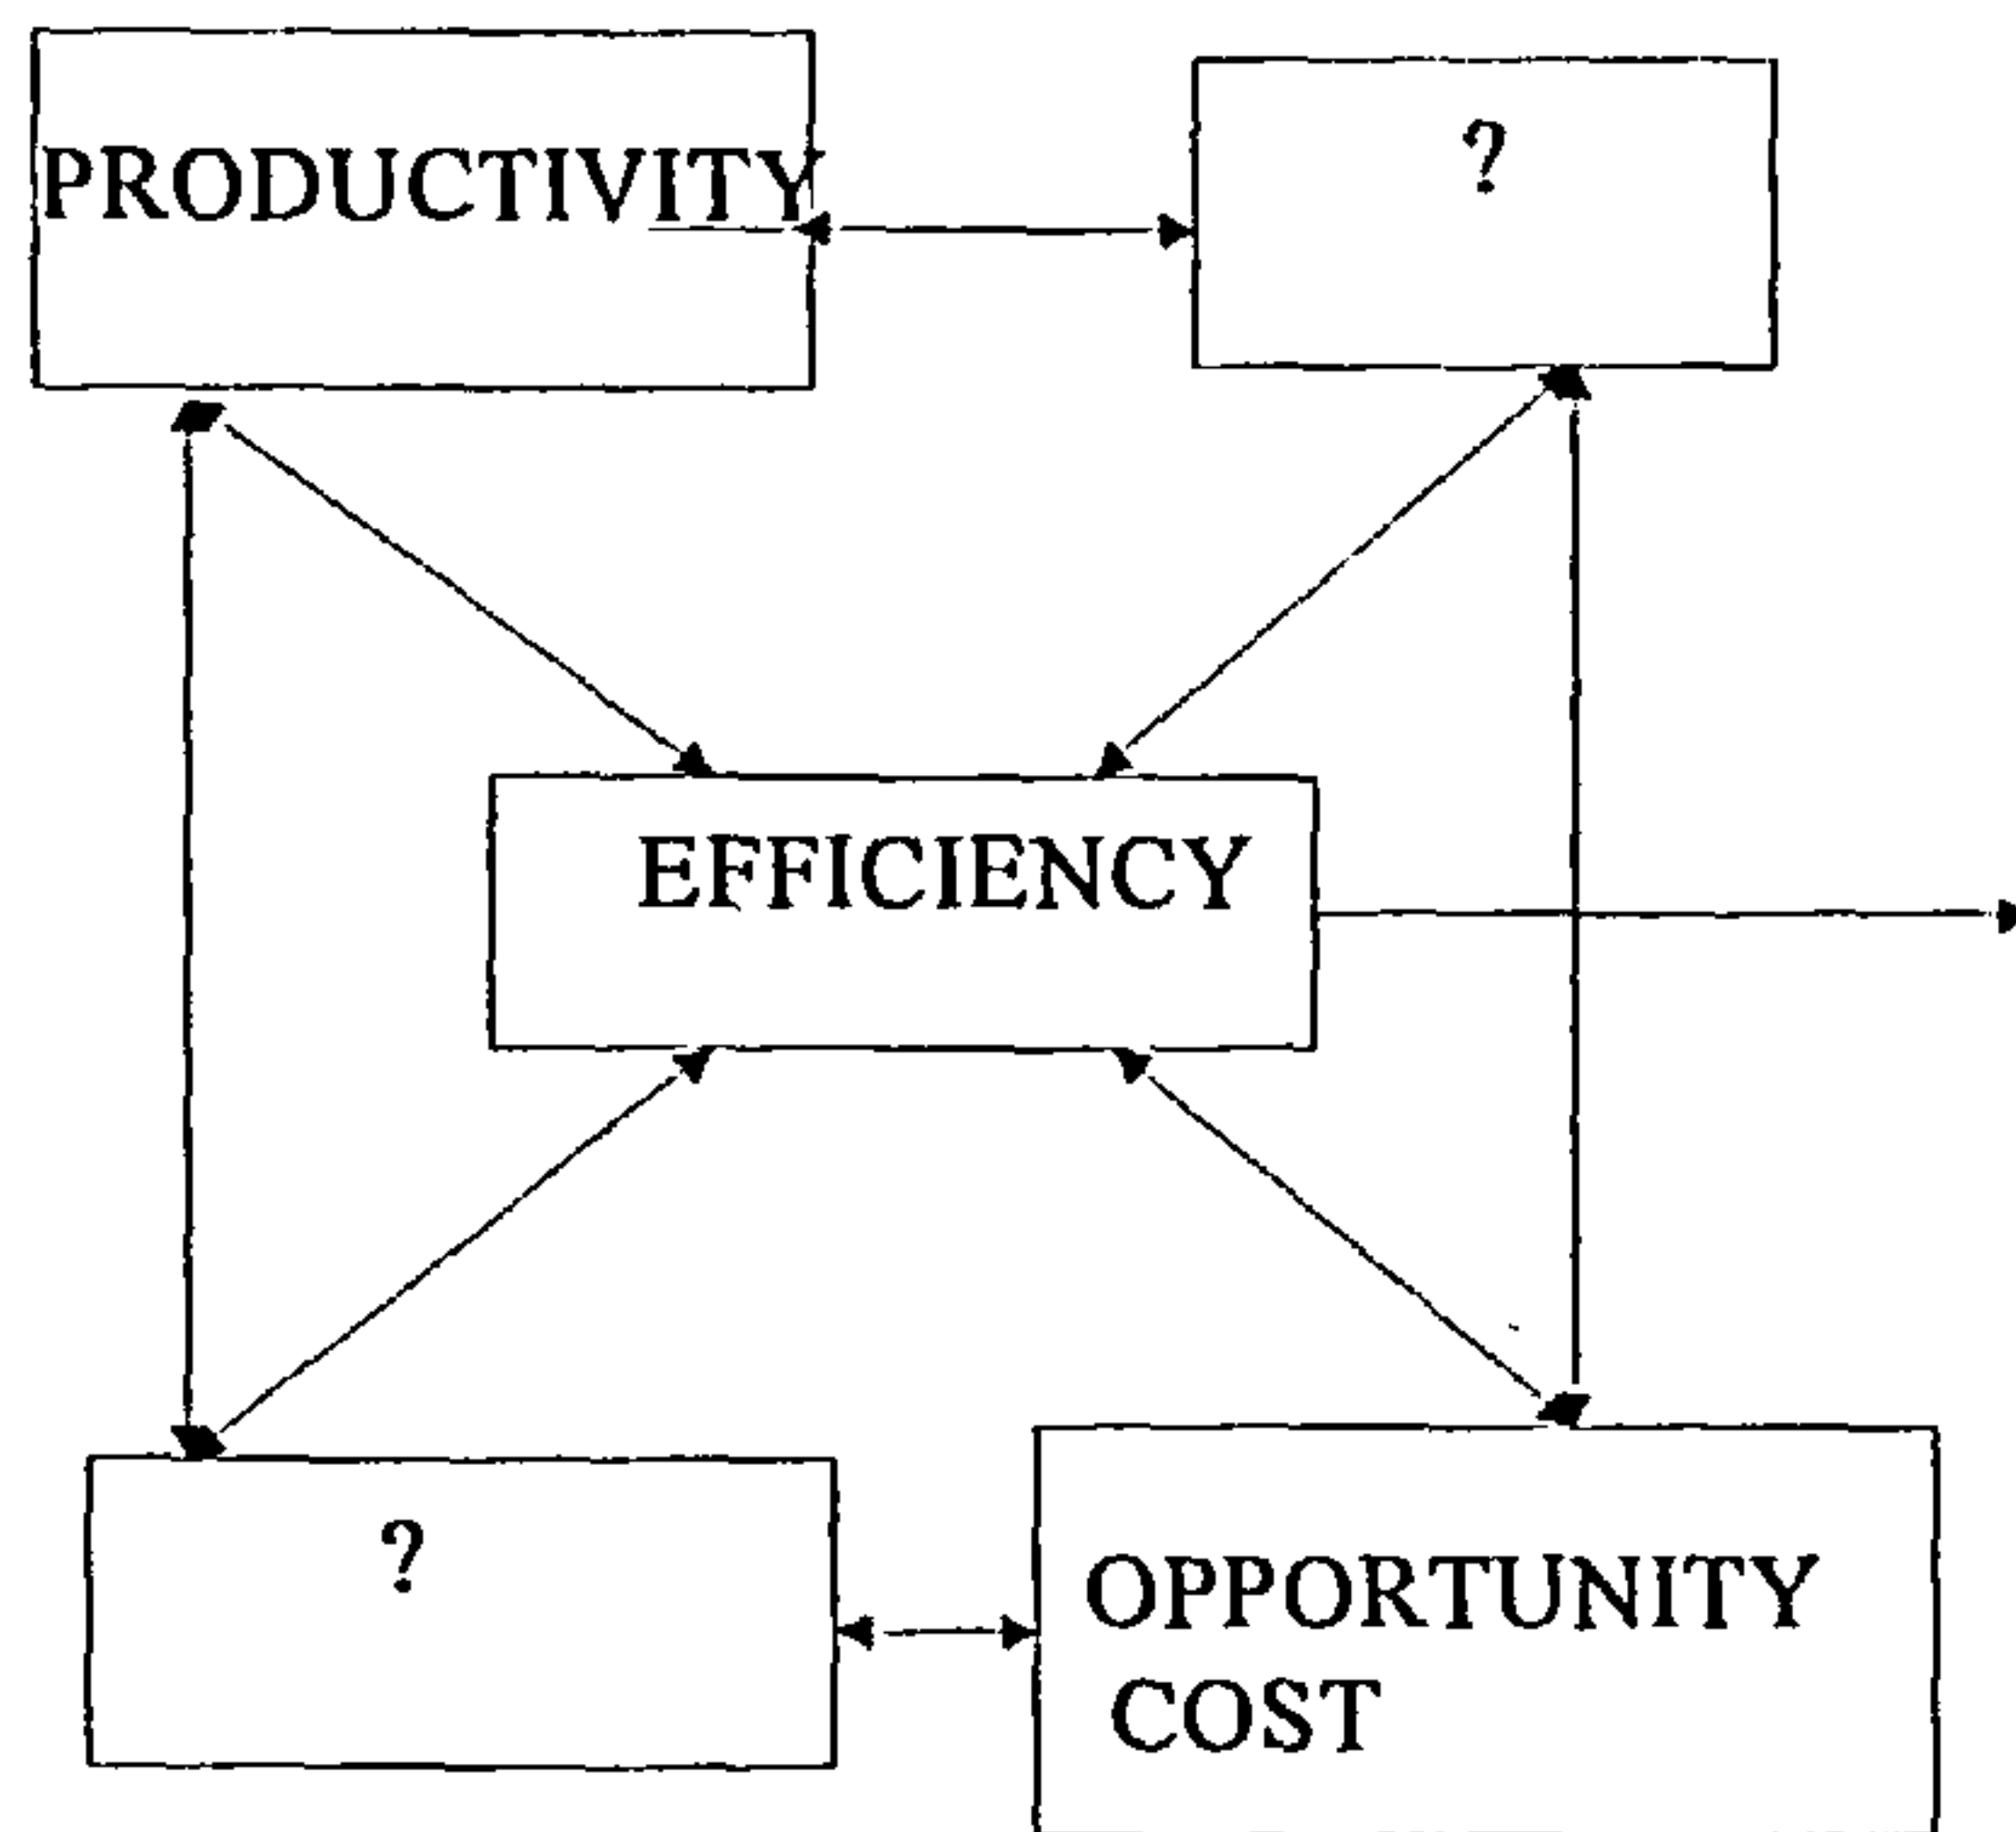 PRODUCTIVITY
?
EFFICIENCY
?
OPPORTUNITY
COST